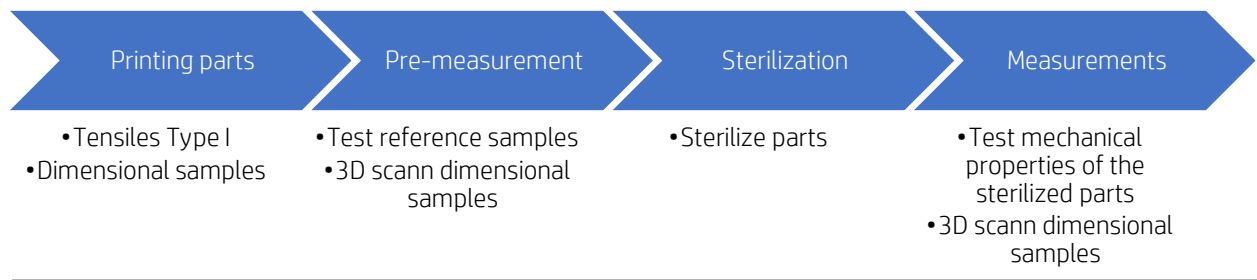 Printing parts
Pre-measurement
Sterilization
Measurements
•Tensiles Type I
•Dimensional samples
•Test reference samples
•3D scann dimensional
samples
•Sterilize parts
•Test mechanical
properties of the
sterilized parts
•3D scann dimensional
samples